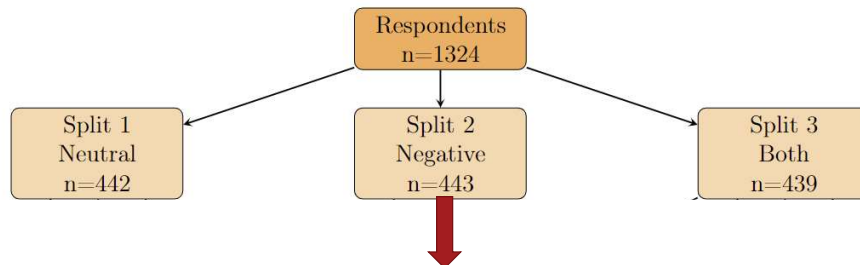 Respondents
n=1324
Split 1
Neutral
n=442
Split 2
Negative
n=443
Split 3
Both
n=439